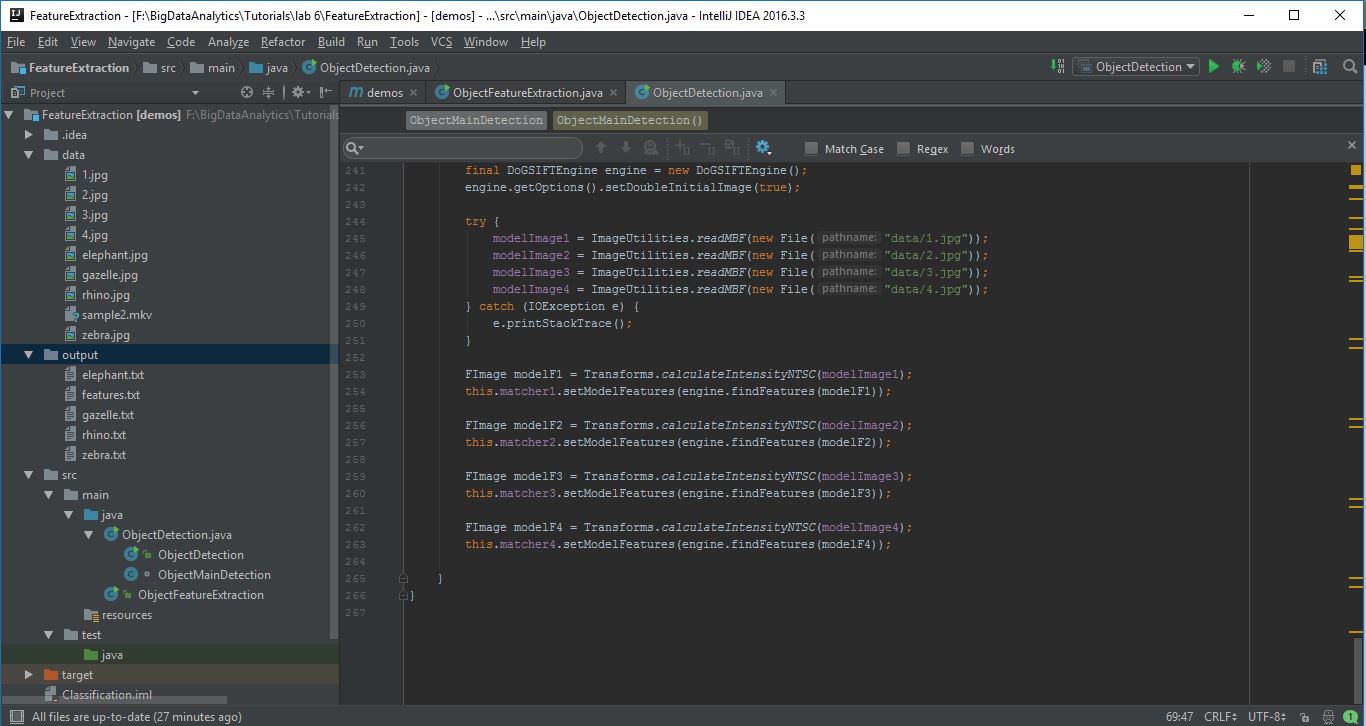 FeatureExtraction - [F:\BigDataAnalytics\Tutorials\lab 6\FeatureExtraction] - [demos] - ...\src\main\java\ObjectDetection.java - IntelliJ IDEA 2016.3.3
File Edit View Navigate Code Analyze Refactor Build Run Tools VCS Window Help
FeatureExtraction src main java ObjectDetection.java
ObjectDetection
Project
m demos ObjectFeatureExtraction.java ObjectDetection.java
FeatureExtraction [demos] F:\BigDataAnalytics\Tutorials
.idea
data
1.jpg
2.jpg
3.jpg
4.jpg
elephant.jpg
gazelle.jpg
rhino.jpg
sample2.mkv
zebra.jpg
output
elephant.txt
features.txt
gazelle.txt
rhino.txt
zebra.txt
src
main
java
ObjectDetection.java
ObjectDetection
ObjectMainDetection
ObjectFeatureExtraction
resources
test
java
target
Classification.iml
ObjectMainDetection ObjectMainDetection()
Match Case Regex Words
241 final DoGSIFTEngine engine = new DoGSIFTEngine();
242 engine.getOptions().setDoubleInitialImage(true);
243
244 try {
245 modelImage1 = ImageUtilities.readMBF(new File( pathname: "data/1.jpg"));
246 modelImage2 = ImageUtilities.readMBF(new File( pathname: "data/2.jpg"));
247 modelImage3 = ImageUtilities.readMBF(new File( pathname: "data/3.jpg"));
248 modelImage4 = ImageUtilities.readMBF(new File( pathname: "data/4.jpg"));
249 } catch (IOException e) {
250 e.printStackTrace();
251 }
252
253 FImage modelF1 = Transforms.calculateIntensityNTSC(modelImage1);
254 this.matcher1.setModelFeatures(engine.findFeatures(modelF1));
255
256 FImage modelF2 = Transforms.calculateIntensityNTSC(modelImage2);
257 this.matcher2.setModelFeatures(engine.findFeatures(modelF2));
258
259 FImage modelF3 = Transforms.calculateIntensityNTSC(modelImage3);
260 this.matcher3.setModelFeatures(engine.findFeatures(modelF3));
261
262 FImage modelF4 = Transforms.calculateIntensityNTSC(modelImage4);
263 this.matcher4.setModelFeatures(engine.findFeatures(modelF4));
264
265 }
266 }
267
All files are up-to-date (27 minutes ago)
69:47 CRLF UTF-8 1